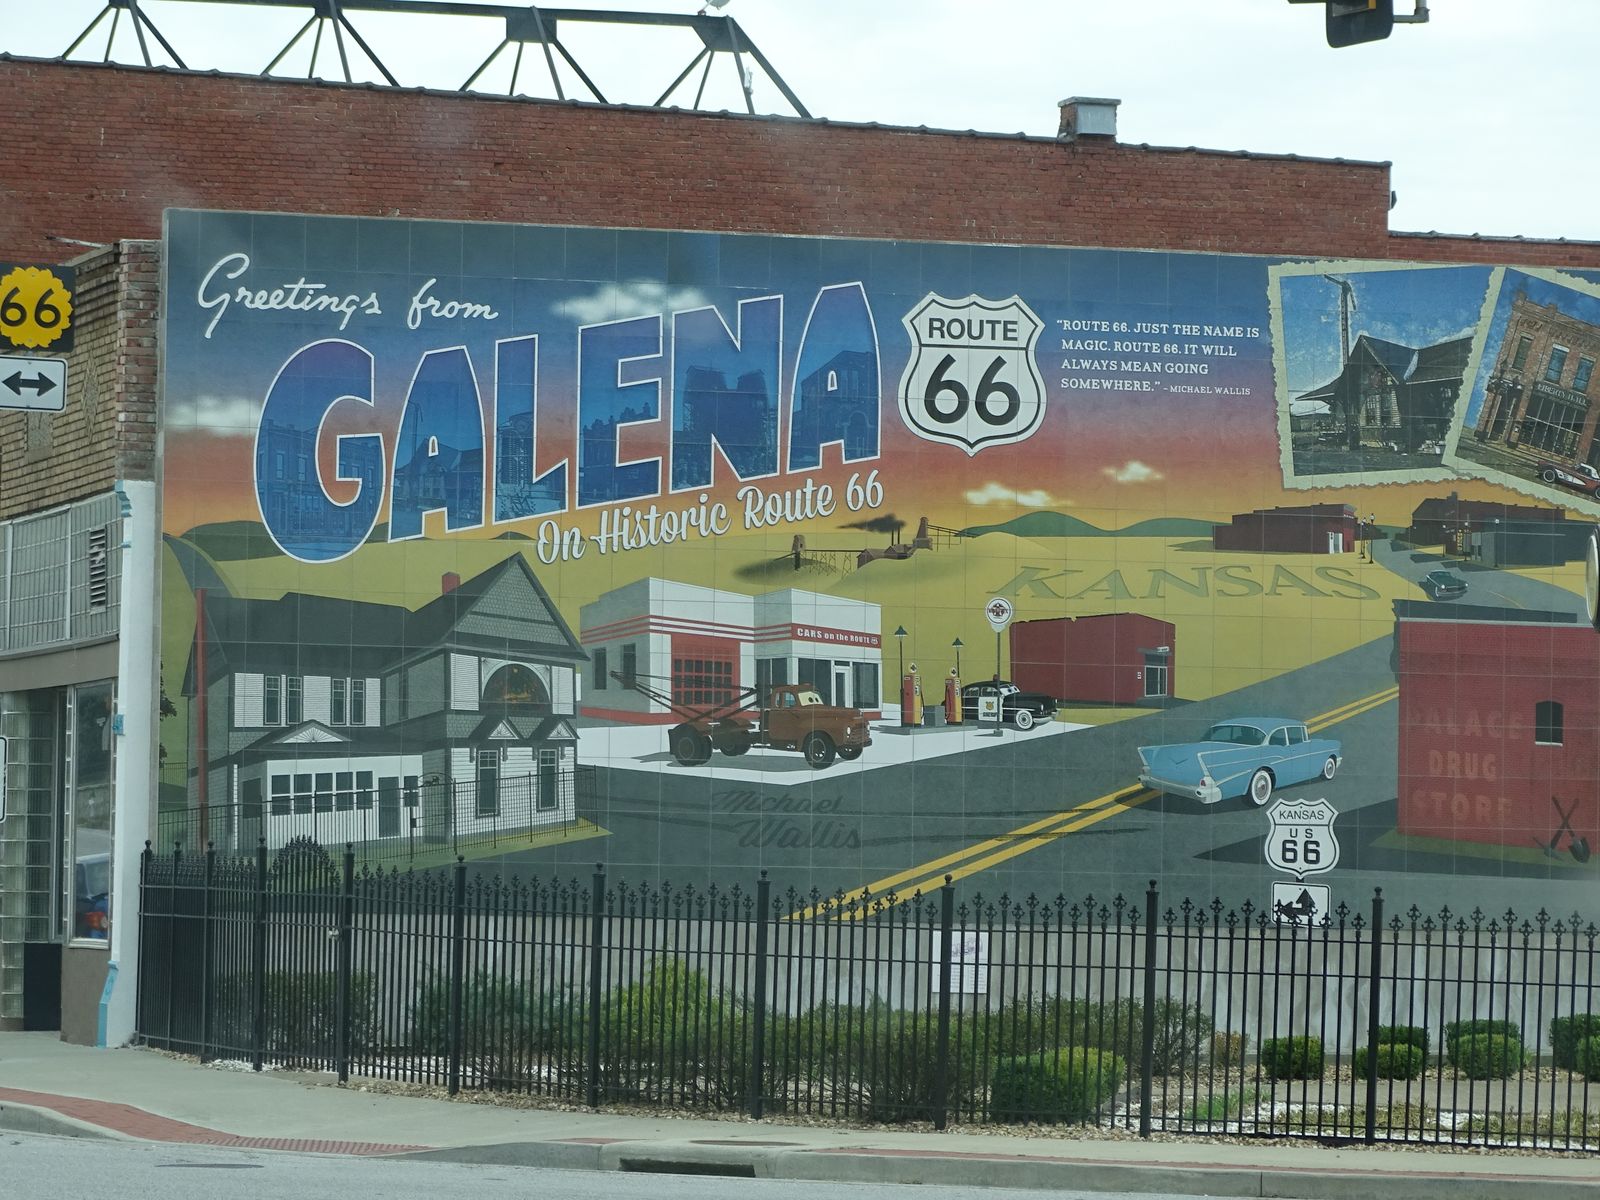 66
Greetings from
GALENA
On Historic Route 66
ROUTE
66
"ROUTE 66. JUST THE NAME IS
MAGIC. ROUTE 66. IT WILL
ALWAYS MEAN GOING
SOMEWHERE." - MICHAEL WALLIS
LIBERTY HALL
KANSAS
CARS on the ROUTE
Michael
Wallis
PALACE
DRUG
STORE
KANSAS
US
66